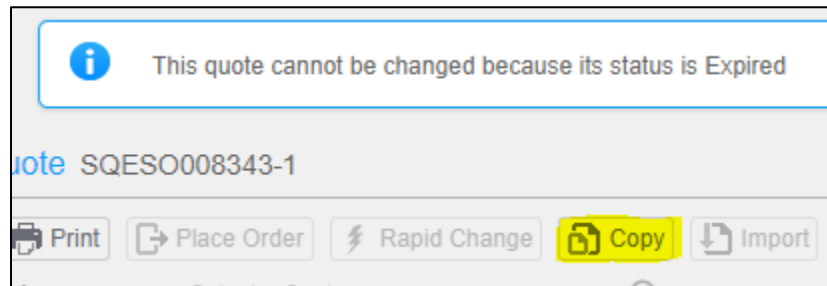 This quote cannot be changed because its status is Expired
uote SQESO008343-1
Print Place Order Rapid Change Copy Import